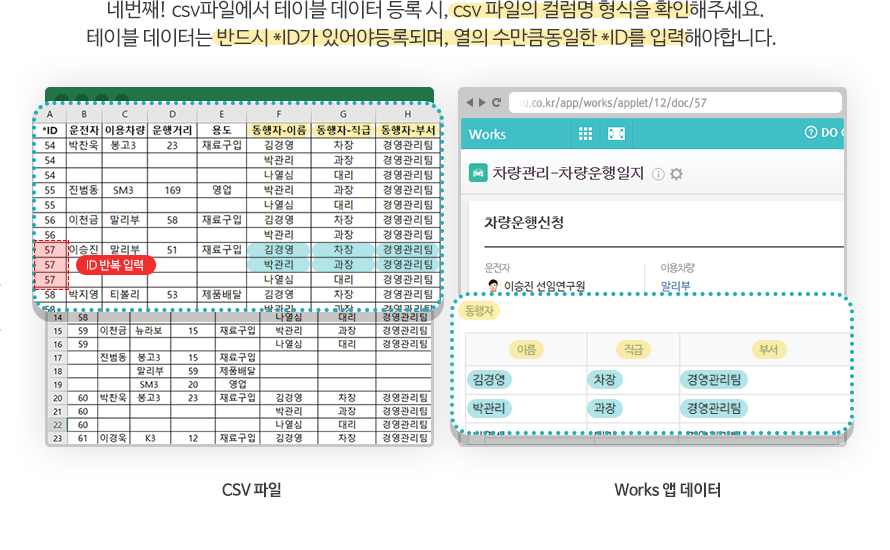 네번째! csv파일에서 테이블 데이터 등록 시, csv 파일의 컬럼명 형식을 확인해주세요.
테이블 데이터는 반드시 *ID가 있어야등록되며, 열의 수만큼동일한 *ID를 입력해야합니다.
A B C D E F G H
*ID 운전자 이용차량 운행거리 용도 동행자-이름 동행자-직급 동행자-부서
54 박찬욱 봉고3 23 재료구입 김경영 차장 경영관리팀
54 박관리 과장 경영관리팀
54 나열심 대리 경영관리팀
55 진범동 SM3 169 영업 박관리 과장 경영관리팀
55 나열심 대리 경영관리팀
56 이천금 말리부 58 재료구입 김경영 차장 경영관리팀
56 박관리 과장 경영관리팀
57 이승진 말리부 51 재료구입 김경영 차장 경영관리팀
57 ID 반복 입력 박관리 과장 경영관리팀
57 나열심 대리 경영관리팀
58 박지영 티볼리 53 제품배달 김경영 차장 경영관리팀
58 박관리 과장 경영관리팀
14 58 나열심 대리 경영관리팀
15 59 이천금 뉴라보 15 재료구입 박관리 과장 경영관리팀
16 59 나열심 대리 경영관리팀
17 진범동 봉고3 15 재료구입
18 말리부 59 제품배달
19 SM3 20 영업
20 60 박찬욱 봉고3 23 재료구입 김경영 차장 경영관리팀
21 60 박관리 과장 경영관리팀
22 60 나열심 대리 경영관리팀
23 61 이경욱 K3 12 재료구입 김경영 차장 경영관리팀
CSV 파일
u.co.kr/app/works/applet/12/doc/57
Works DO
차량관리-차량운행일지
차량운행신청
운전자 이용차량
이승진 선임연구원 말리부
동행자
이름 직급 부서
김경영 차장 경영관리팀
박관리 과장 경영관리팀
Works 앱 데이터